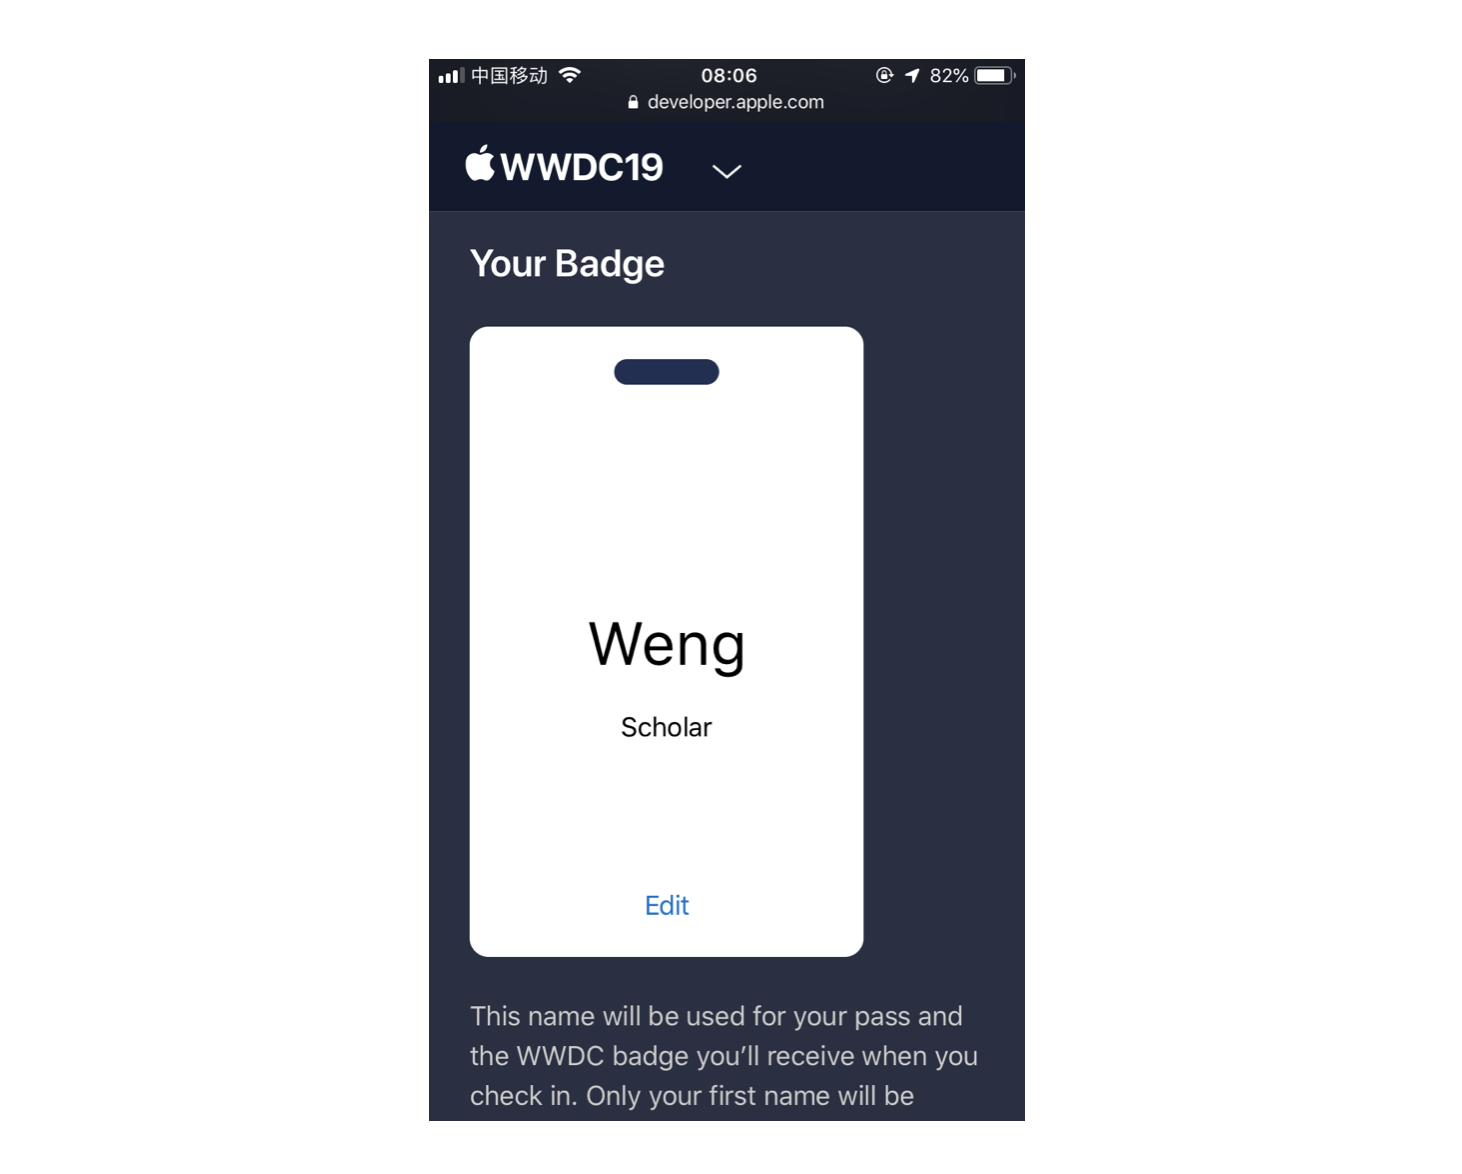 中国移动 08:06 82%
developer.apple.com
WWDC19
Your Badge
Weng
Scholar
Edit
This name will be used for your pass and
the WWDC badge you’ll receive when you
check in. Only your first name will be